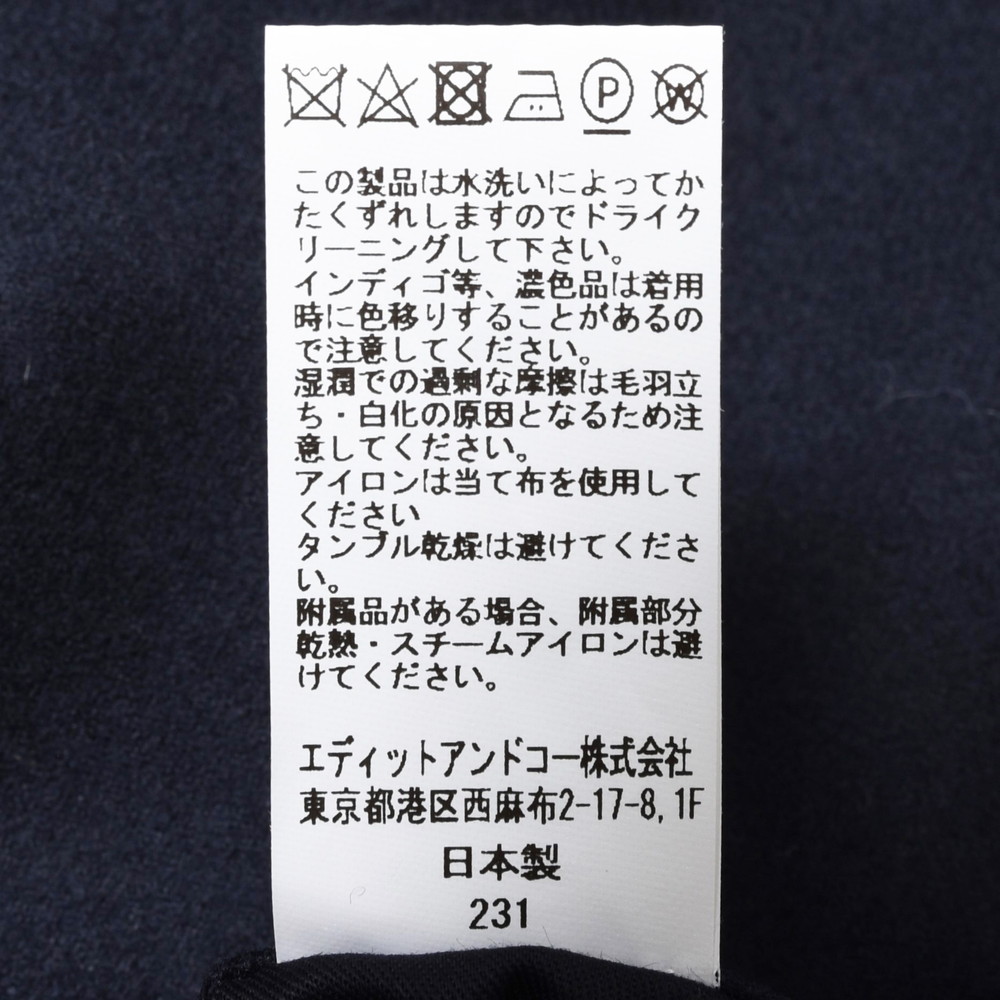 P W
この製品は水洗いによってか
たくずれしますのでドライク
リーニングして下さい。
インディゴ等、濃色品は着用
時に色移りすることがあるの
で注意してください。
湿潤での過剰な摩擦は毛羽立
ち・白化の原因となるため注
意してください。
アイロンは当て布を使用して
ください
タンブル乾燥は避けてくださ
い。
附属品がある場合、附属部分
乾熱・スチームアイロンは避
けてください。
エディットアンドコー株式会社
東京都港区西麻布2-17-8,1F
日本製
231